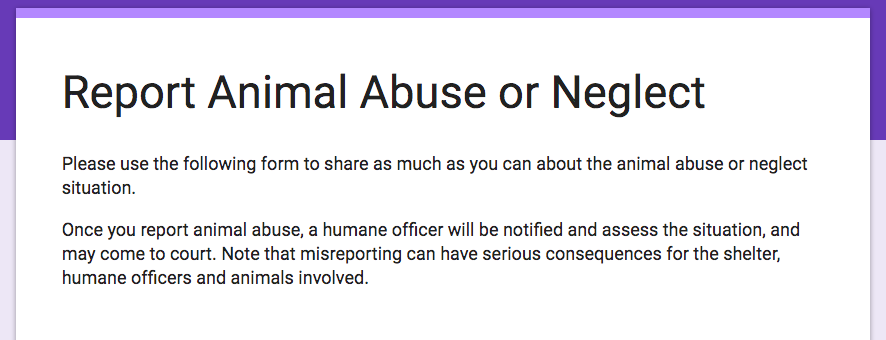 Report Animal Abuse or Neglect
Please use the following form to share as much as you can about the animal abuse or neglect
situation.
Once you report animal abuse, a humane officer will be notified and assess the situation, and
may come to court. Note that misreporting can have serious consequences for the shelter,
humane officers and animals involved.